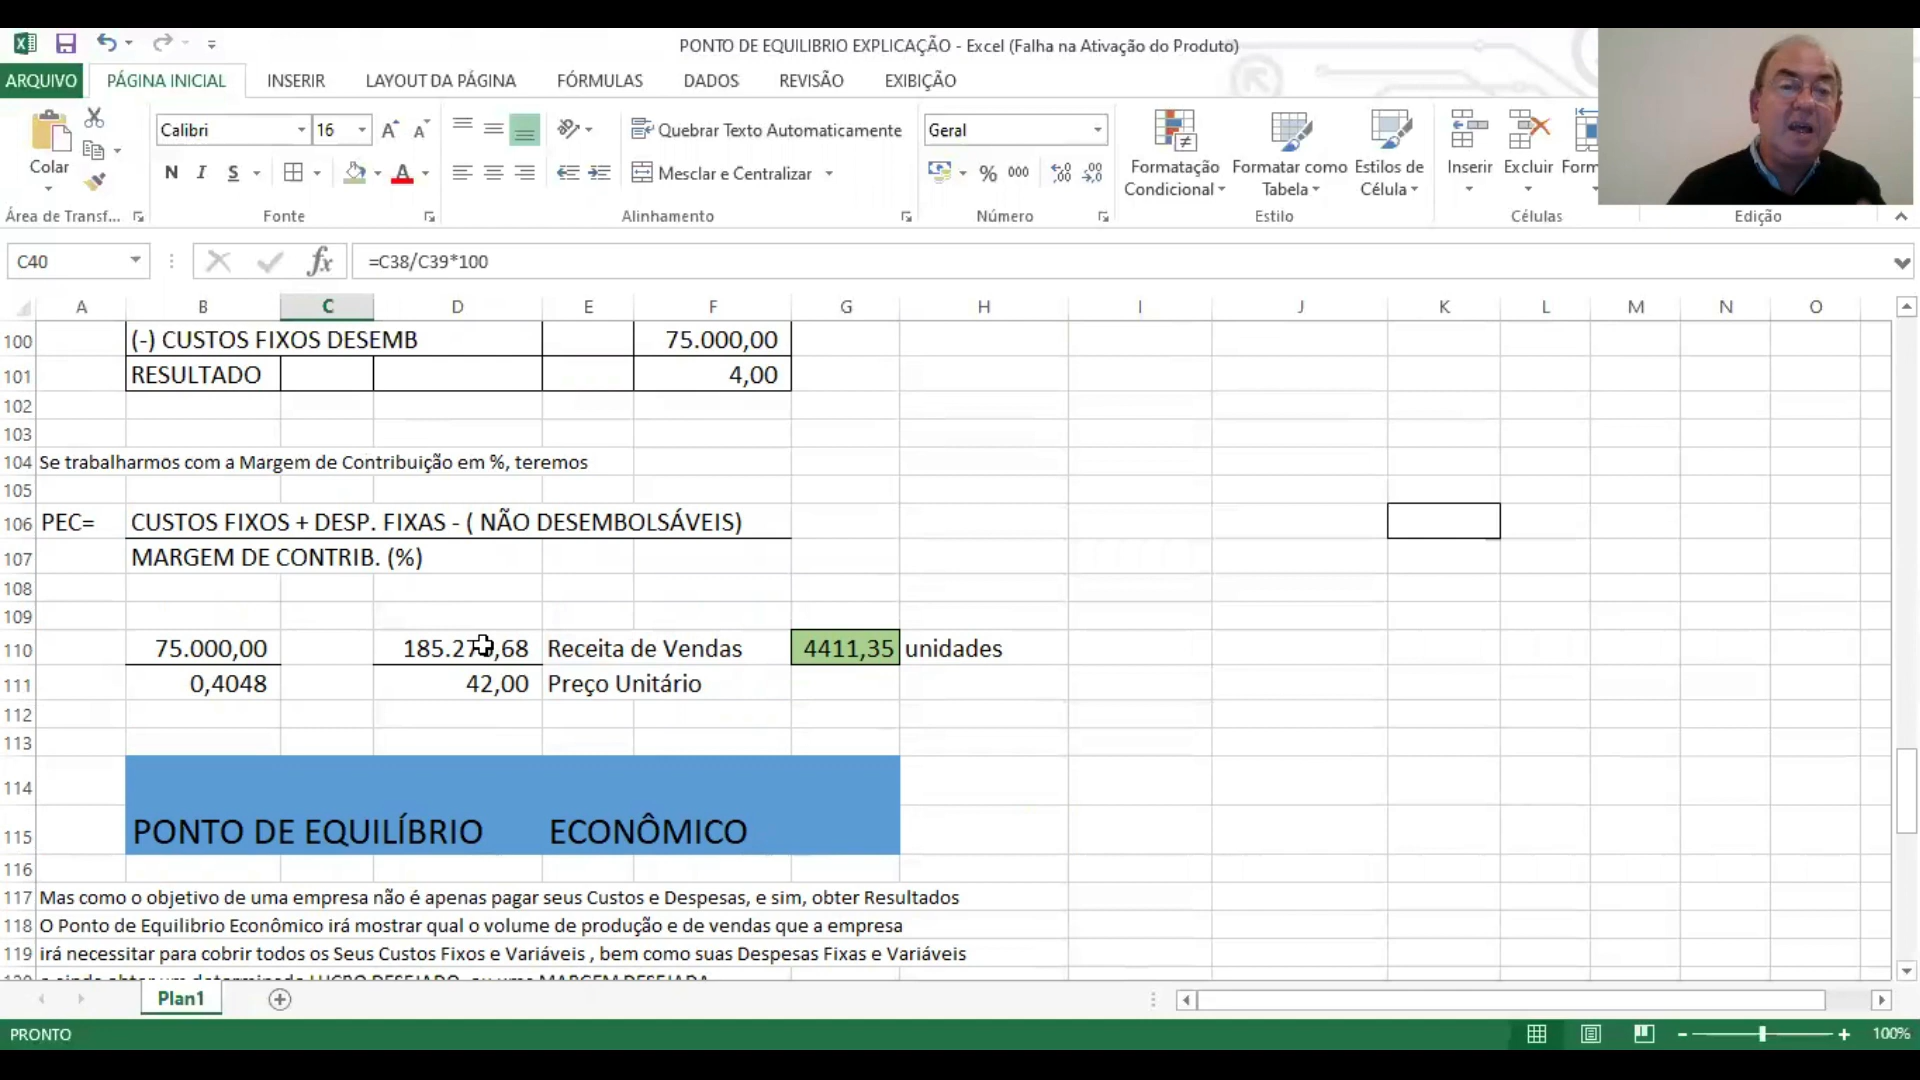 PONTO DE EQUILIBRIO EXPLICAÇÃO - Excel (Falha na Ativação do Produto)
ARQUIVO PÁGINA INICIAL INSERIR LAYOUT DA PÁGINA FÓRMULAS DADOS REVISÃO EXIBIÇÃO
Calibri 16 Quebrar Texto Automaticamente Geral
Colar N I S Mesclar e Centralizar % 000 Formatação Condicional Formatar como Tabela Estilos de Célula Inserir Excluir Form
Área de Transf... Fonte Alinhamento Número Estilo Células Edição
C40 fx =C38/C39*100
A B C D E F G H I J K L M N O
100 (-) CUSTOS FIXOS DESEMB 75.000,00
101 RESULTADO 4,00
102
103
104 Se trabalharmos com a Margem de Contribuição em %, teremos
105
106 PEC= CUSTOS FIXOS + DESP. FIXAS - ( NÃO DESEMBOLSÁVEIS)
107 MARGEM DE CONTRIB. (%)
108
109
110 75.000,00 Receita de Vendas 4411,35 unidades
111 0,4048 42,00 Preço Unitário
112
113
114
115 PONTO DE EQUILÍBRIO ECONÔMICO
116
117 Mas como o objetivo de uma empresa não é apenas pagar seus Custos e Despesas, e sim, obter Resultados
118 O Ponto de Equilibrio Econômico irá mostrar qual o volume de produção e de vendas que a empresa
119 irá necessitar para cobrir todos os Seus Custos Fixos e Variáveis , bem como suas Despesas Fixas e Variáveis
Plan1
PRONTO 100%